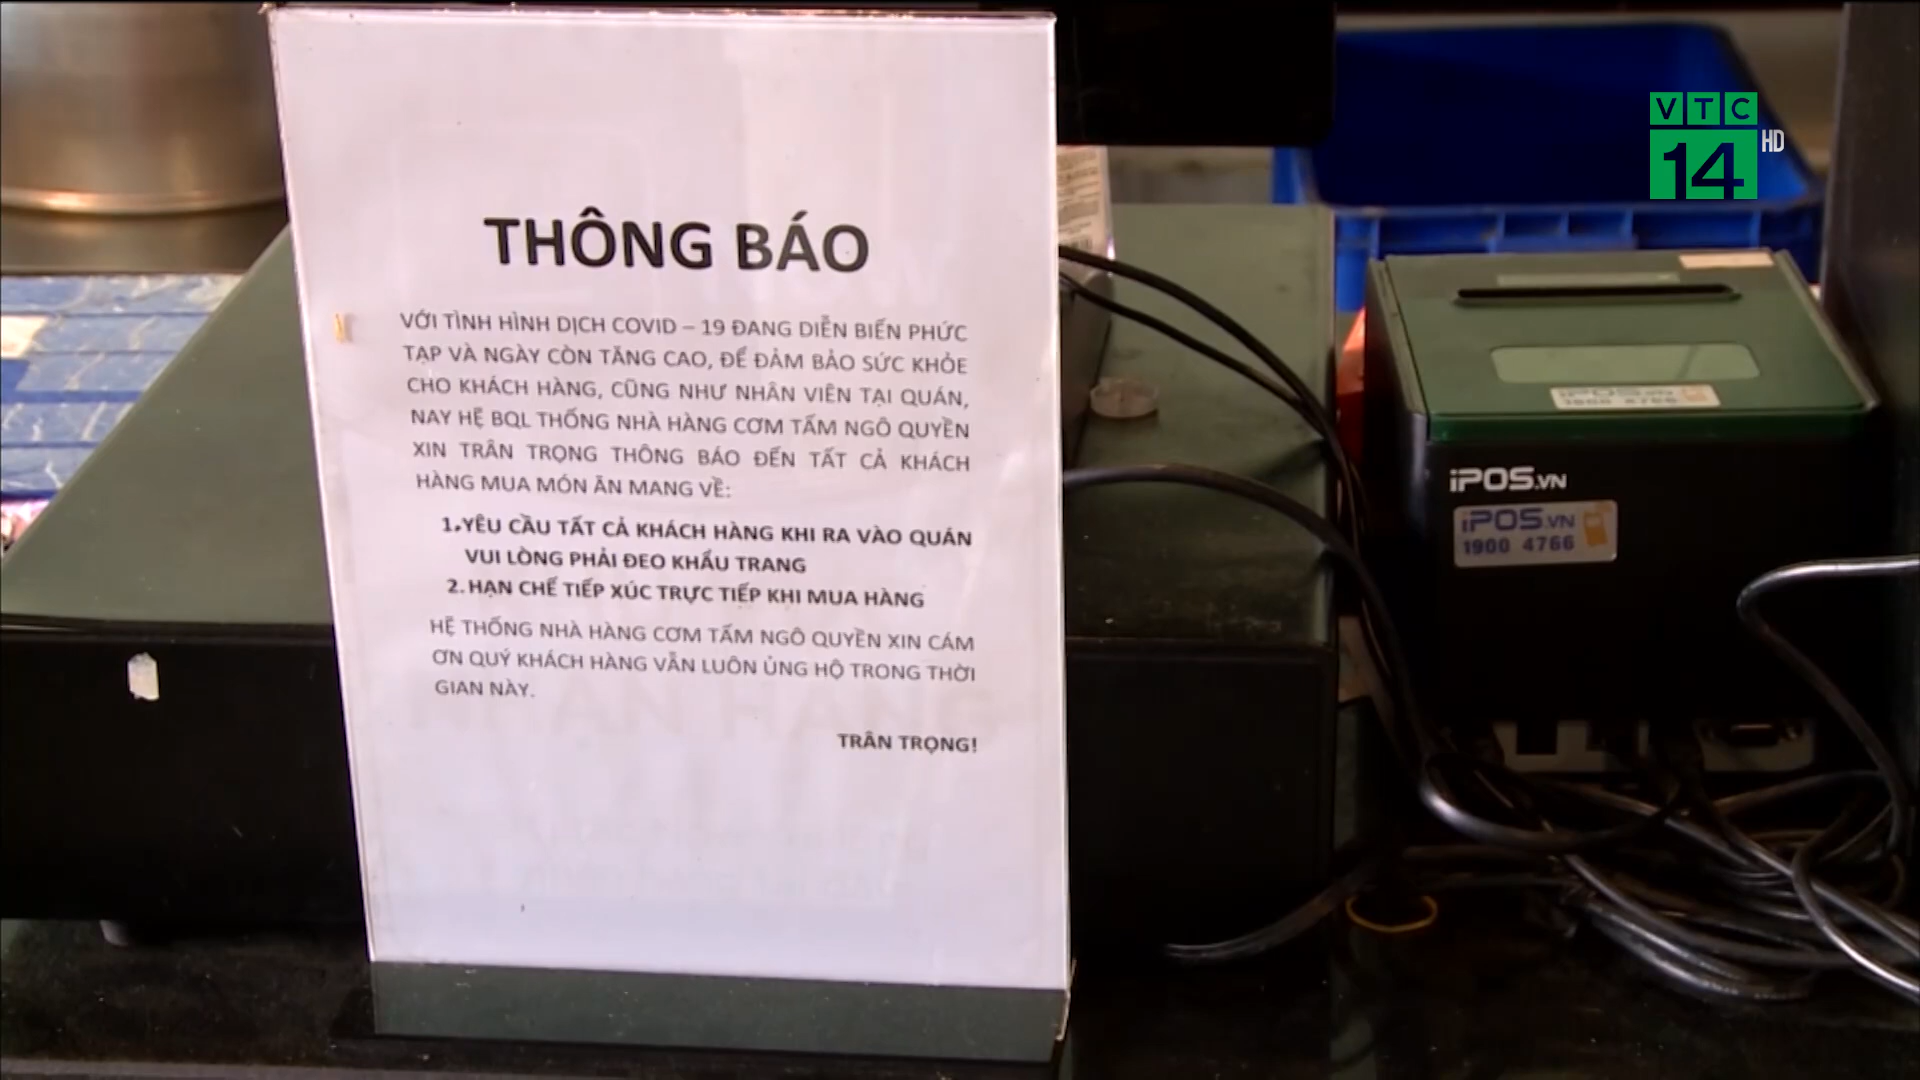 THÔNG BÁO
VỚI TÌNH HÌNH DỊCH COVID – 19 ĐANG DIỄN BIẾN PHỨC
TẠP VÀ NGÀY CÒN TĂNG CAO, ĐỂ ĐẢM BẢO SỨC KHỎE
CHO KHÁCH HÀNG, CŨNG NHƯ NHÂN VIÊN TẠI QUÁN,
NAY HỆ BQL THỐNG NHÀ HÀNG CƠM TẤM NGÔ QUYỀN
XIN TRÂN TRỌNG THÔNG BÁO ĐẾN TẤT CẢ KHÁCH
HÀNG MUA MÓN ĂN MANG VỀ:
1. YÊU CẦU TẤT CẢ KHÁCH HÀNG KHI RA VÀO QUÁN
VUI LÒNG PHẢI ĐEO KHẨU TRANG
2. HẠN CHẾ TIẾP XÚC TRỰC TIẾP KHI MUA HÀNG
HỆ THỐNG NHÀ HÀNG CƠM TẤM NGÔ QUYỀN XIN CÁM
ƠN QUÝ KHÁCH HÀNG VẪN LUÔN ỦNG HỘ TRONG THỜI
GIAN NÀY.
TRÂN TRỌNG!
VTC
14 HD
iPOS.VN
1900 4766
iPOS.VN
iPOS.VN
1900 4766